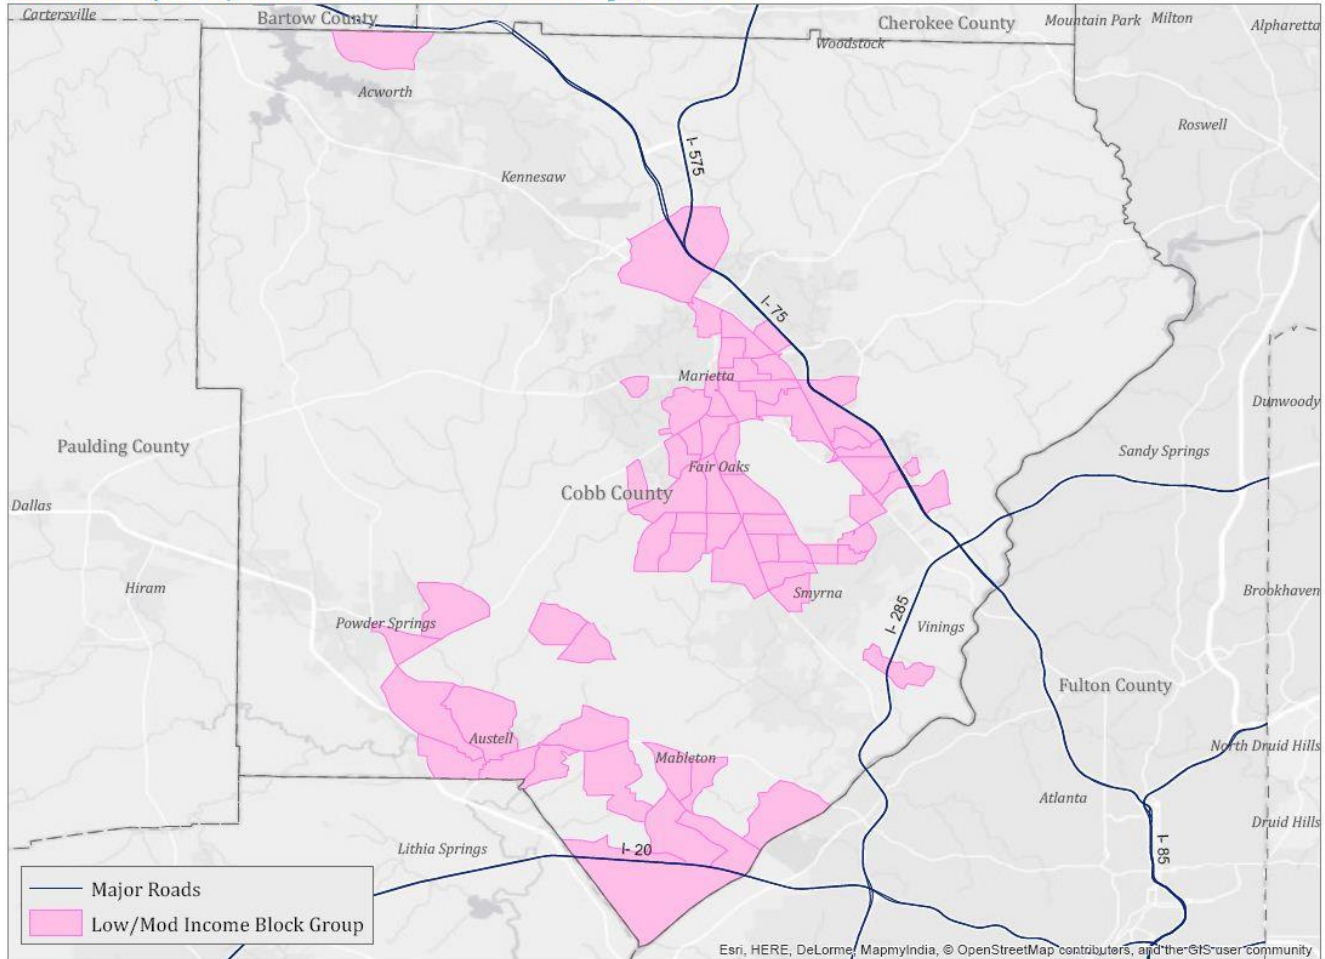 Cartersville
Bartow County
Cherokee County
Mountain Park
Milton
Alpharetta
Woodstock
Acworth
Roswell
I- 575
Kennesaw
I- 75
Marietta
Dunwoody
Paulding County
Sandy Springs
Fair Oaks
Cobb County
Dallas
Hiram
Smyrna
Brookhaven
Powder Springs
I- 285
Vinings
Fulton County
Austell
Mableton
North Druid Hills
Atlanta
Druid Hills
Lithia Springs
I- 20
I- 85
Major Roads
Low/Mod Income Block Group
Esri, HERE, DeLorme, MapmyIndia, © OpenStreetMap contributors, and the GIS user community